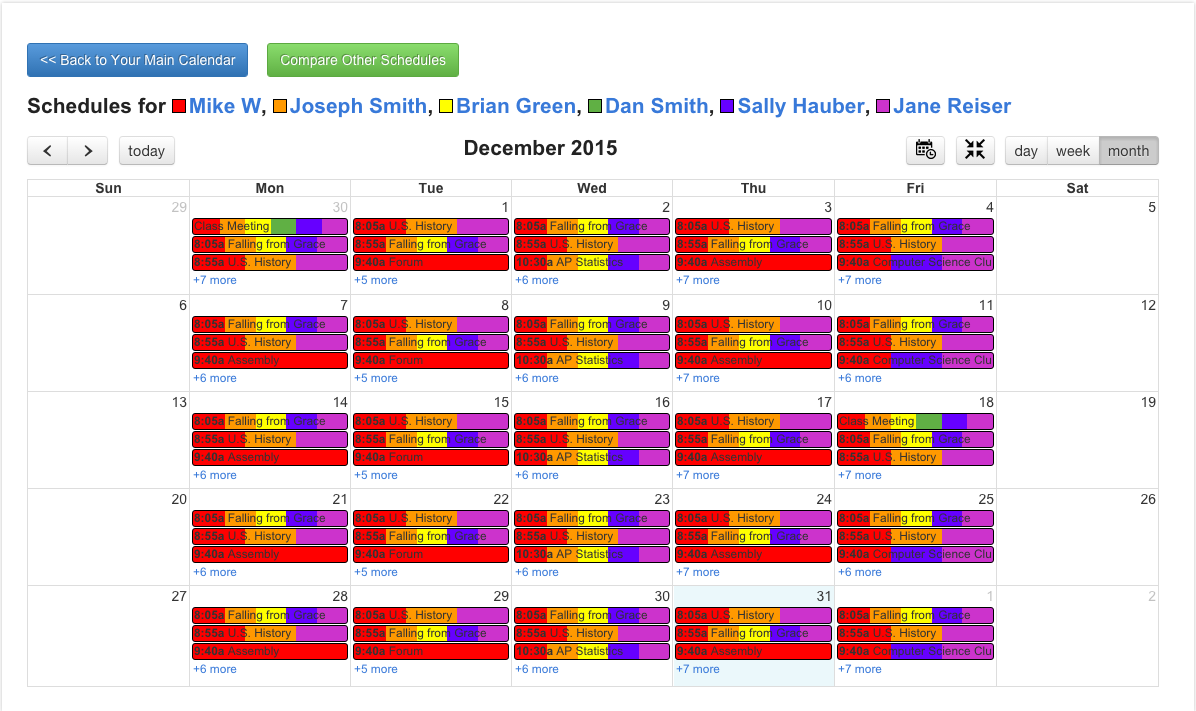 << Back to Your Main Calendar Compare Other Schedules
Schedules for Mike W, Joseph Smith, Brian Green, Dan Smith, Sally Hauber, Jane Reiser
today December 2015 day week month
Sun Mon Tue Wed Thu Fri Sat
29 30 1 2 3 4 5
Class Meeting 8:05a U.S. History 8:05a Falling from Grace 8:05a U.S. History 8:05a Falling from Grace
8:05a Falling from Grace 8:55a Falling from Grace 8:55a U.S. History 8:55a Falling from Grace 8:55a U.S. History
8:55a U.S. History 9:40a Forum 10:30a AP Statistics 9:40a Assembly 9:40a Computer Science Clu
+7 more +5 more +6 more +7 more +7 more
6 7 8 9 10 11 12
8:05a Falling from Grace 8:05a U.S. History 8:05a Falling from Grace 8:05a U.S. History 8:05a Falling from Grace
8:55a U.S. History 8:55a Falling from Grace 8:55a U.S. History 8:55a Falling from Grace 8:55a U.S. History
9:40a Assembly 9:40a Forum 10:30a AP Statistics 9:40a Assembly 9:40a Computer Science Clu
+6 more +5 more +6 more +7 more +6 more
13 14 15 16 17 18 19
8:05a Falling from Grace 8:05a U.S. History 8:05a Falling from Grace 8:05a U.S. History Class Meeting
8:55a U.S. History 8:55a Falling from Grace 8:55a U.S. History 8:55a Falling from Grace 8:05a Falling from Grace
9:40a Assembly 9:40a Forum 10:30a AP Statistics 9:40a Assembly 8:55a U.S. History
+6 more +5 more +6 more +7 more +7 more
20 21 22 23 24 25 26
8:05a Falling from Grace 8:05a U.S. History 8:05a Falling from Grace 8:05a U.S. History 8:05a Falling from Grace
8:55a U.S. History 8:55a Falling from Grace 8:55a U.S. History 8:55a Falling from Grace 8:55a U.S. History
9:40a Assembly 9:40a Forum 10:30a AP Statistics 9:40a Assembly 9:40a Computer Science Clu
+6 more +5 more +6 more +7 more +6 more
27 28 29 30 31 1 2
8:05a Falling from Grace 8:05a U.S. History 8:05a Falling from Grace 8:05a U.S. History 8:05a Falling from Grace
8:55a U.S. History 8:55a Falling from Grace 8:55a U.S. History 8:55a Falling from Grace 8:55a U.S. History
9:40a Assembly 9:40a Forum 10:30a AP Statistics 9:40a Assembly 9:40a Computer Science Clu
+6 more +5 more +6 more +7 more +7 more